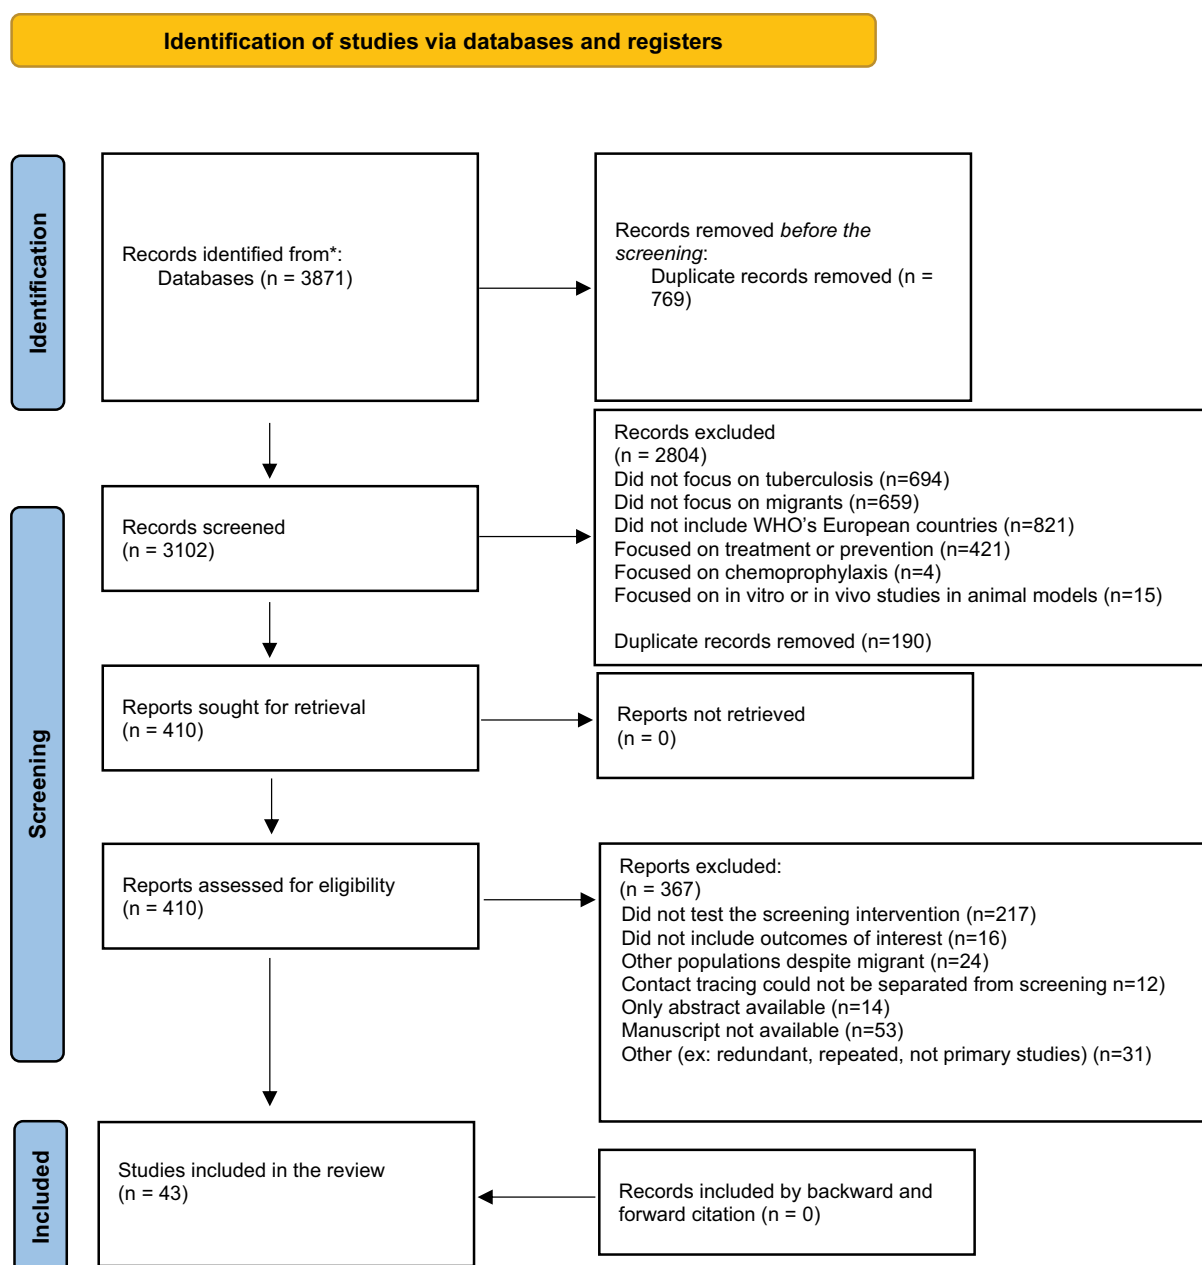 Identification of studies via databases and registers
Identification
Records identified from*:
Databases (n = 3871)
Records removed before the
screening:
Duplicate records removed (n =
769)
Screening
Records screened
(n = 3102)
Records excluded
(n = 2804)
Did not focus on tuberculosis (n=694)
Did not focus on migrants (n=659)
Did not include WHO’s European countries (n=821)
Focused on treatment or prevention (n=421)
Focused on chemoprophylaxis (n=4)
Focused on in vitro or in vivo studies in animal models (n=15)
Duplicate records removed (n=190)
Reports sought for retrieval
(n = 410)
Reports not retrieved
(n = 0)
Reports assessed for eligibility
(n = 410)
Reports excluded:
(n = 367)
Did not test the screening intervention (n=217)
Did not include outcomes of interest (n=16)
Other populations despite migrant (n=24)
Contact tracing could not be separated from screening n=12)
Only abstract available (n=14)
Manuscript not available (n=53)
Other (ex: redundant, repeated, not primary studies) (n=31)
Included
Studies included in the review
(n = 43)
Records included by backward and
forward citation (n = 0)